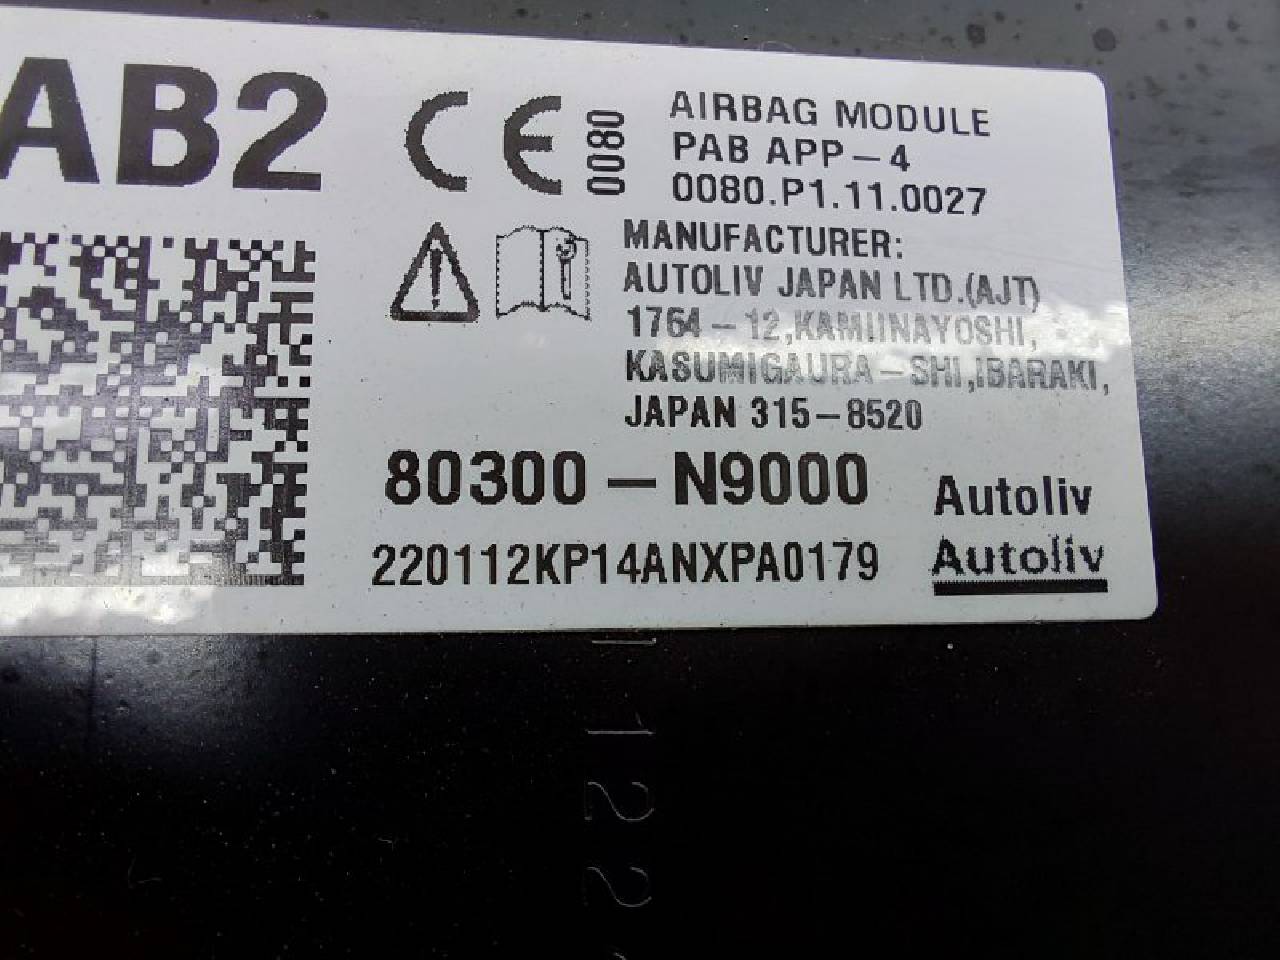 AB2
CE 0080
AIRBAG MODULE
PAB APP-4
0080.P1.11.0027
MANUFACTURER:
AUTOLIV JAPAN LTD.(AJT)
1764-12,KAMIINAYOSHI,
KASUMIGAURA-SHI,IBARAKI,
JAPAN 315-8520
80300-N9000
Autoliv
220112KP14ANXPA0179
Autoliv
122